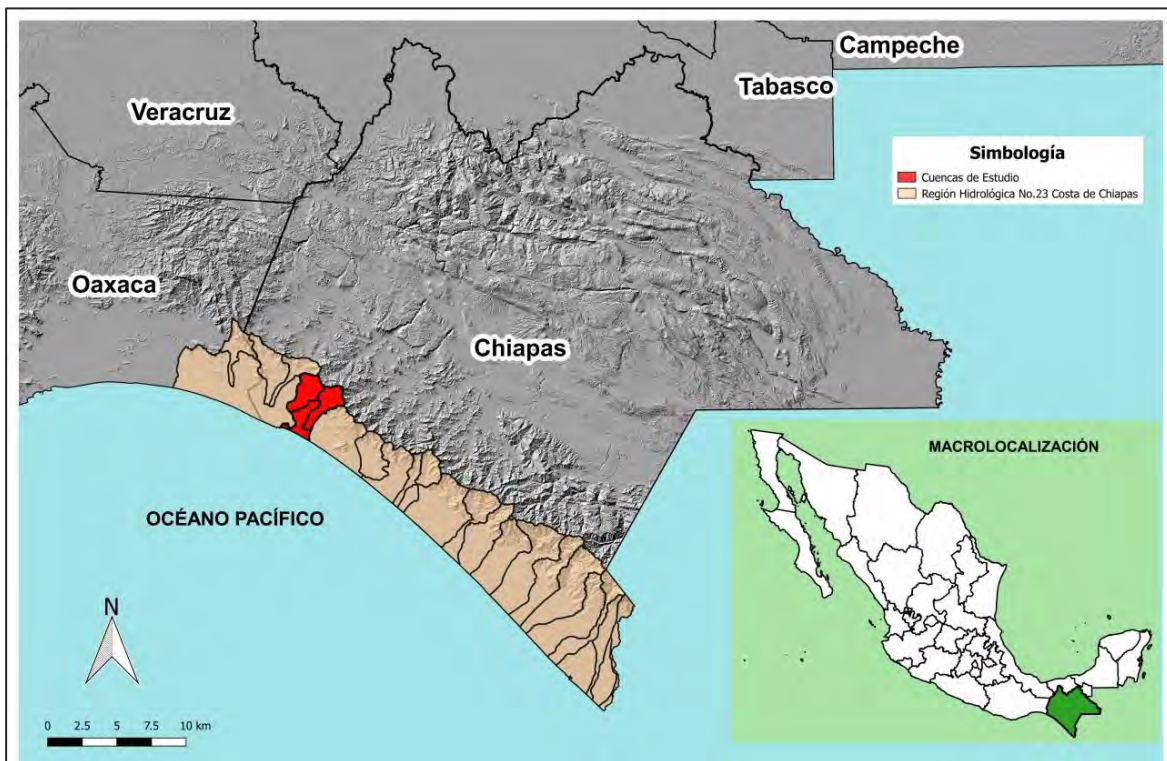 Campeche
Tabasco
Veracruz
Simbología
Cuencas de Estudio
Región Hidrológica No.23 Costa de Chiapas
Oaxaca
Chiapas
MACROLOCALIZACIÓN
OCÉANO PACÍFICO
N
0 2.5 5 7.5 10 km